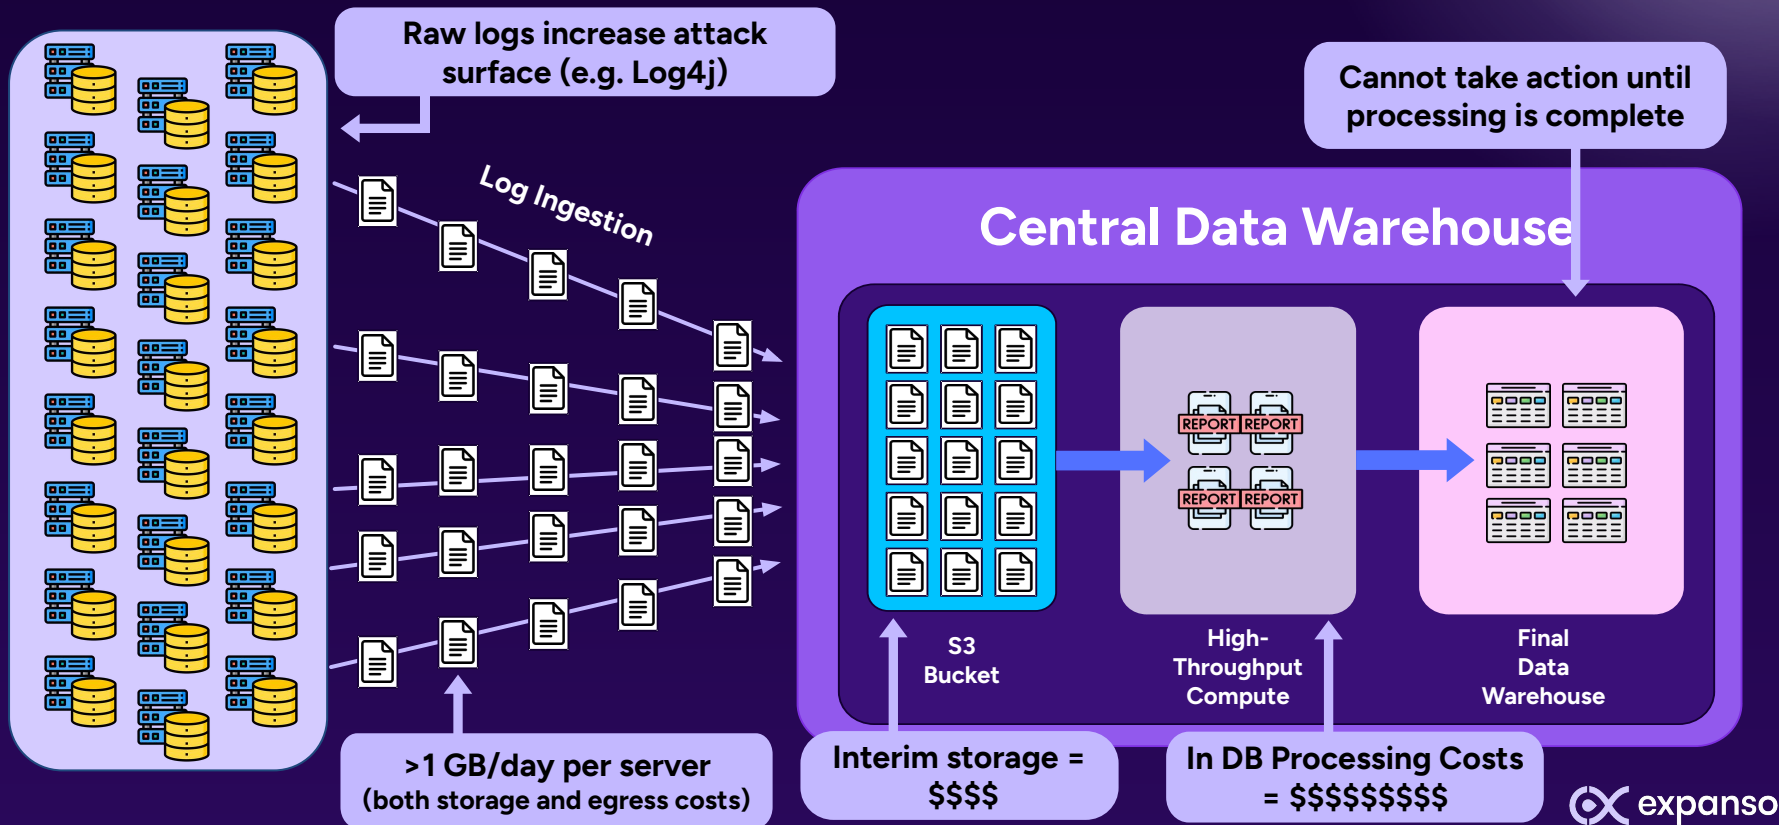 Raw logs increase attack
surface (e.g. Log4j)
Cannot take action until
processing is complete
Log Ingestion
Central Data Warehouse
REPORT REPORT
REPORT REPORT
S3
Bucket
High-
Throughput
Compute
Final
Data
Warehouse
>1 GB/day per server
(both storage and egress costs)
Interim storage =
$$$$
In DB Processing Costs
= $$$$$$$$$
expanso